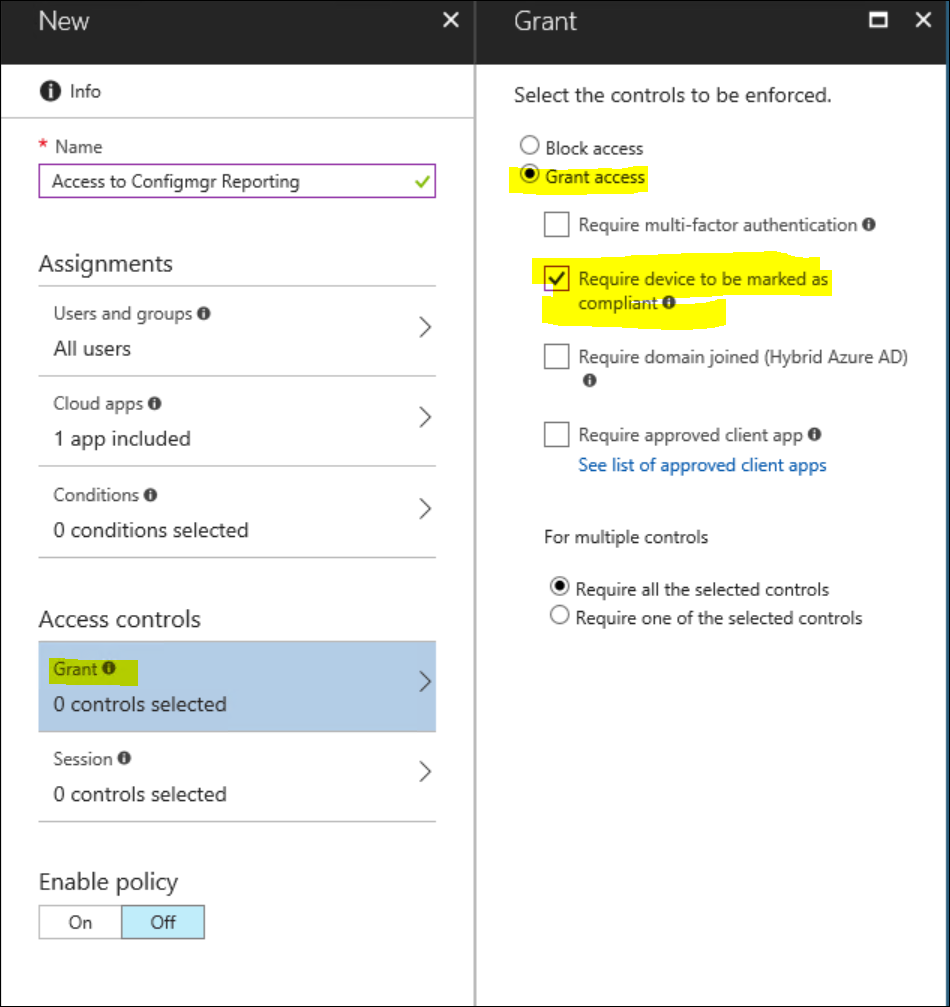 New
Info
* Name
Access to Configmgr Reporting
Assignments
Users and groups
All users
Cloud apps
1 app included
Conditions
0 conditions selected
Access controls
Grant
0 controls selected
Session
0 controls selected
Enable policy
On Off
Grant
Select the controls to be enforced.
Block access
Grant access
Require multi-factor authentication
Require device to be marked as
compliant
Require domain joined (Hybrid Azure AD)
Require approved client app
See list of approved client apps
For multiple controls
Require all the selected controls
Require one of the selected controls